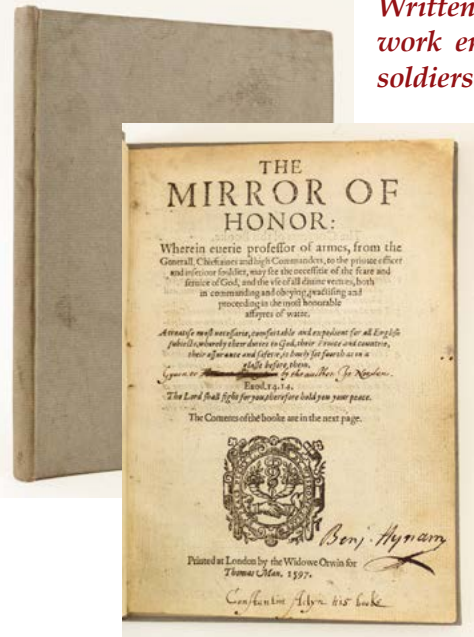 Written
work en
soldiers
THE
MIRROR OF
HONOR:
Wherein euerie professor of armes, from the
Generall, Chieftaines and high Commanders, to the priuate officer
and inferiour souldier, may see the necessitie of the feare and
seruice of God, and the vse of all diuine vertues, both
in commanding and obeying, practising and
proceeding in the most honorable
affayres of warre.
A treatise most necessarie, comfortable and expedient for all English
subiects, whereby their duties to God, their Prince and countrie,
their assurance and safetie, is liuely set foorth as in a
glasse before them.
by the author Jo Norden.
Exod. 14.14.
The Lord shall fight for you, therefore hold you your peace.
The Contents of the booke are in the next page.
Benj. Hynam
Printed at London by the Widowe Orwin for
Thomas Man. 1597.
his booke